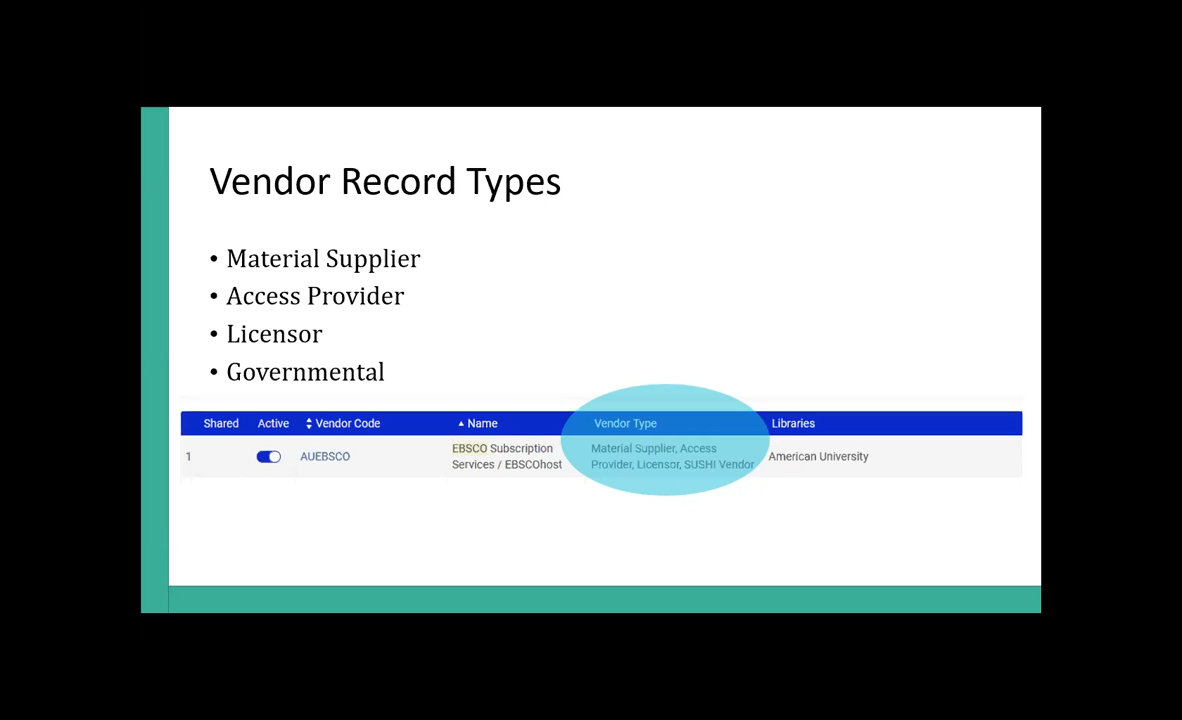 Vendor Record Types
• Material Supplier
• Access Provider
• Licensor
• Governmental
Shared Active Vendor Code Name Vendor Type Libraries
1 AUEBSCO EBSCO Subscription Services / EBSCOhost Material Supplier, Access Provider, Licensor, SUSHI Vendor American University